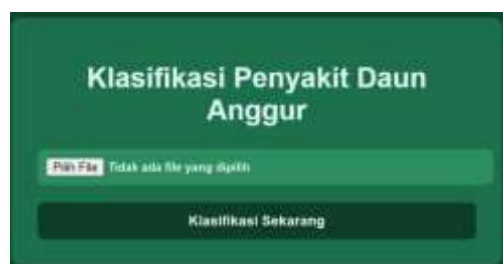 Klasifikasi Penyakit Daun
Anggur
Pilih File Tidak ada file yang dipilih
Klasifikasi Sekarang